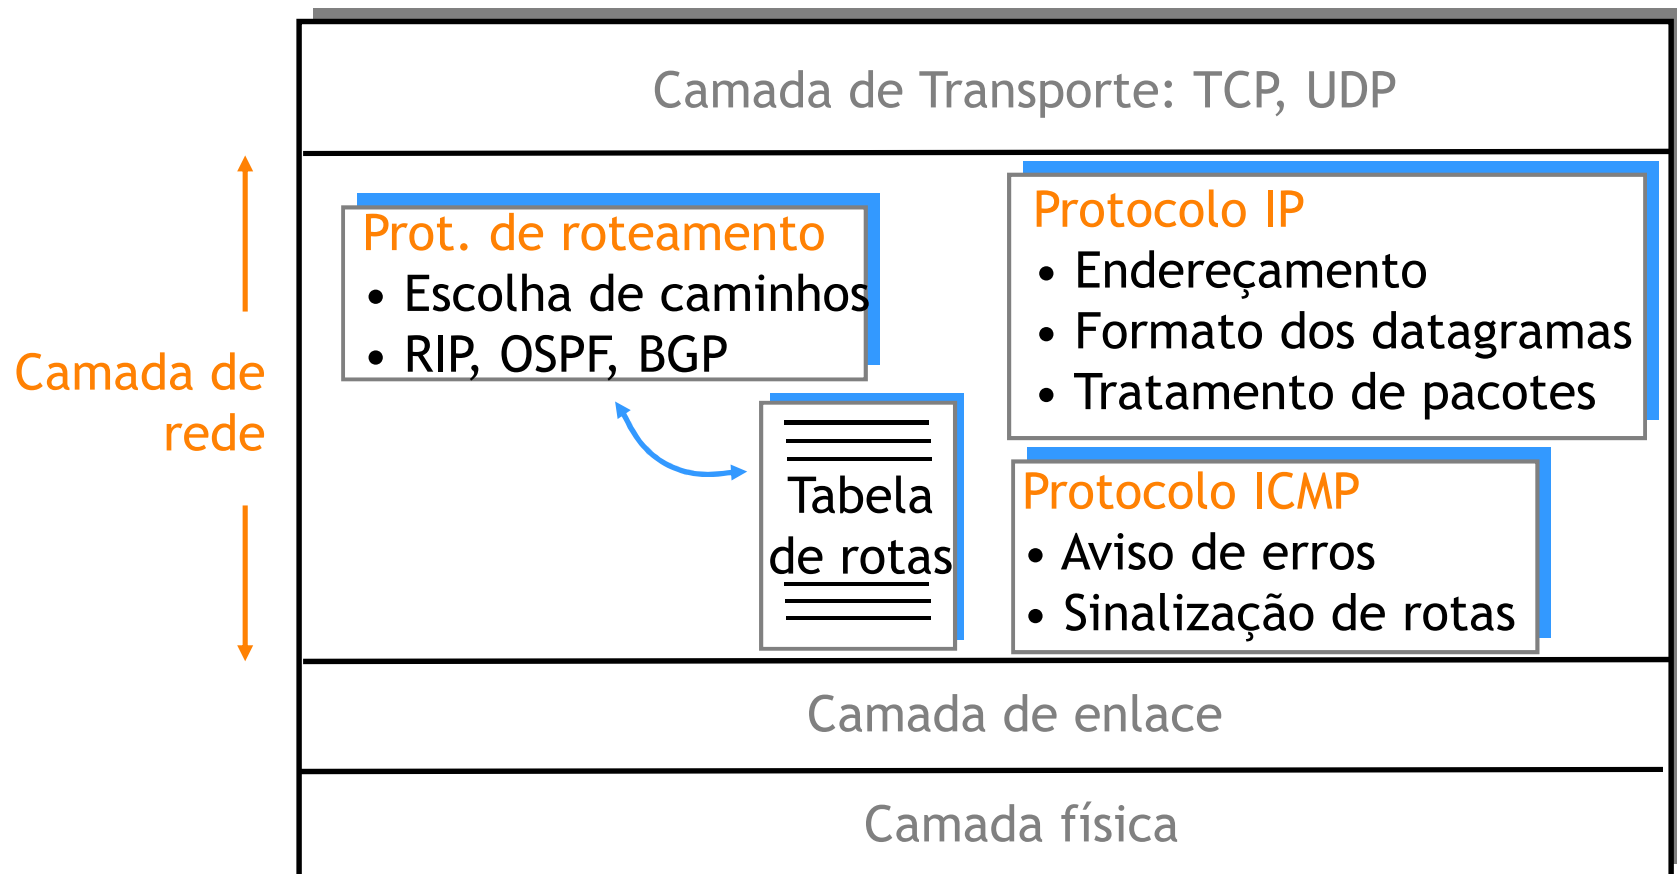 Camada de Transporte: TCP, UDP
Camada de
rede
Prot. de roteamento
• Escolha de caminhos
• RIP, OSPF, BGP
Tabela
de rotas
Protocolo IP
• Endereçamento
• Formato dos datagramas
• Tratamento de pacotes
Protocolo ICMP
• Aviso de erros
• Sinalização de rotas
Camada de enlace
Camada física